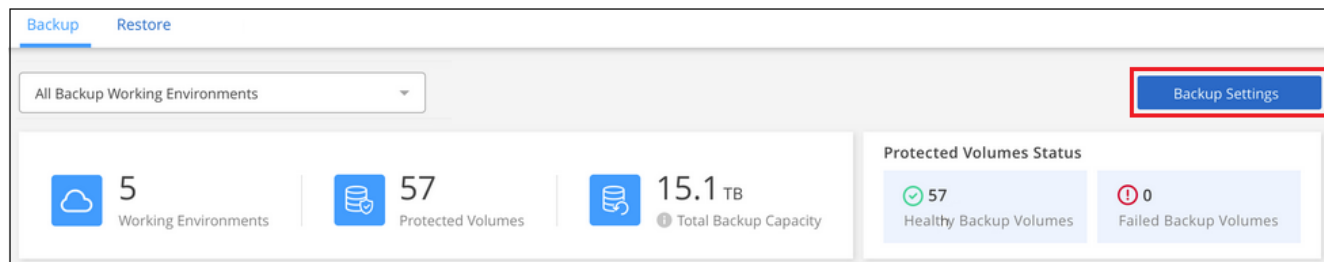 Backup Restore
All Backup Working Environments
Backup Settings
5
Working Environments
57
Protected Volumes
15.1 TB
Total Backup Capacity
Protected Volumes Status
57
Healthy Backup Volumes
0
Failed Backup Volumes